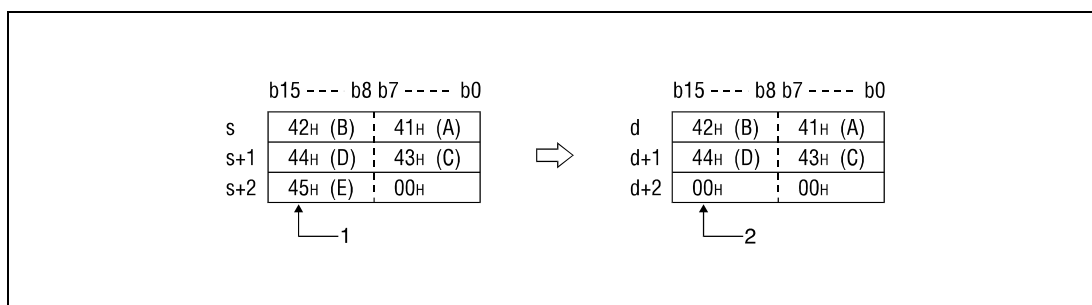 b15 --- b8 b7 ---- b0 b15 --- b8 b7 ---- b0
s 42H (B) 41H (A) d 42H (B) 41H (A)
s+1 44H (D) 43H (C) d+1 44H (D) 43H (C)
s+2 45H (E) 00H d+2 00H 00H
1 2